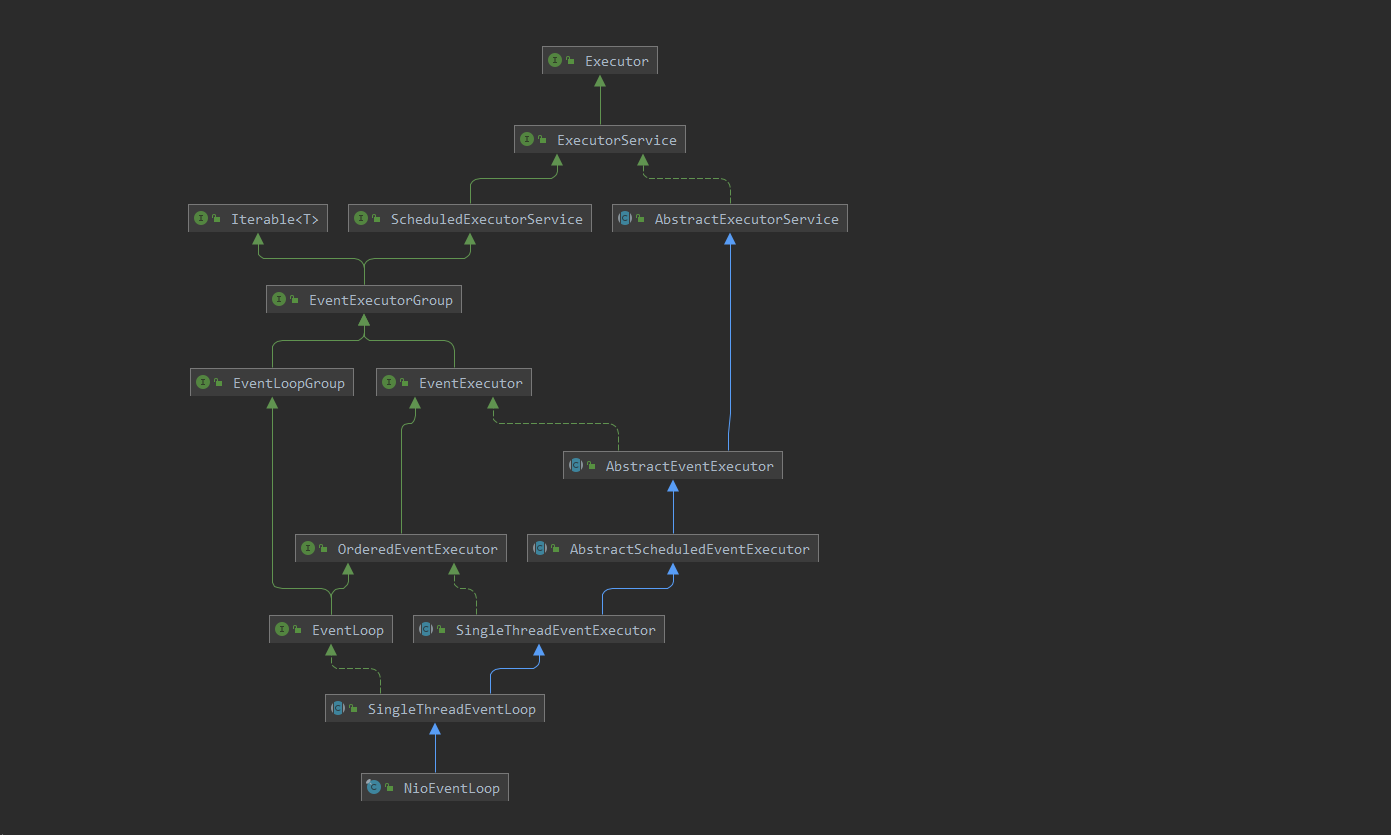 Executor
ExecutorService
Iterable<T>
ScheduledExecutorService
AbstractExecutorService
EventExecutorGroup
EventLoopGroup
EventExecutor
AbstractEventExecutor
OrderedEventExecutor
AbstractScheduledEventExecutor
EventLoop
SingleThreadEventExecutor
SingleThreadEventLoop
NioEventLoop